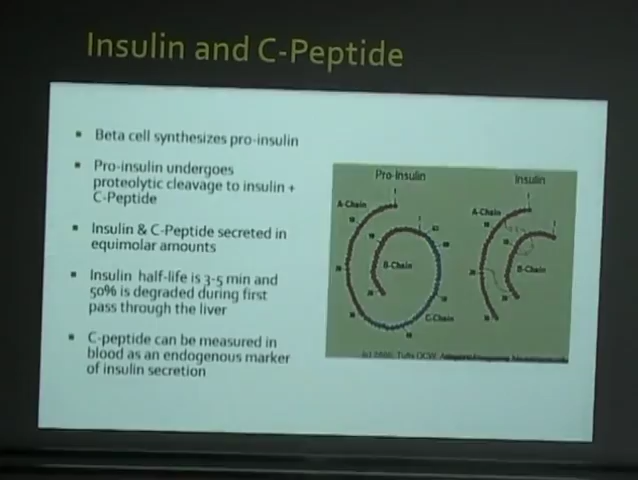 Insulin and C-Peptide
▪ Beta cell synthesizes pro-insulin
▪ Pro-insulin undergoes
proteolytic cleavage to insulin +
C-Peptide
▪ Insulin & C-Peptide secreted in
equimolar amounts
▪ Insulin half-life is 3-5 min and
50% is degraded during first
pass through the liver
▪ C-peptide can be measured in
blood as an endogenous marker
of insulin secretion
Pro-Insulin
Insulin
A-Chain
A-Chain
B-Chain
B-Chain
C-Chain
Tufts OCW